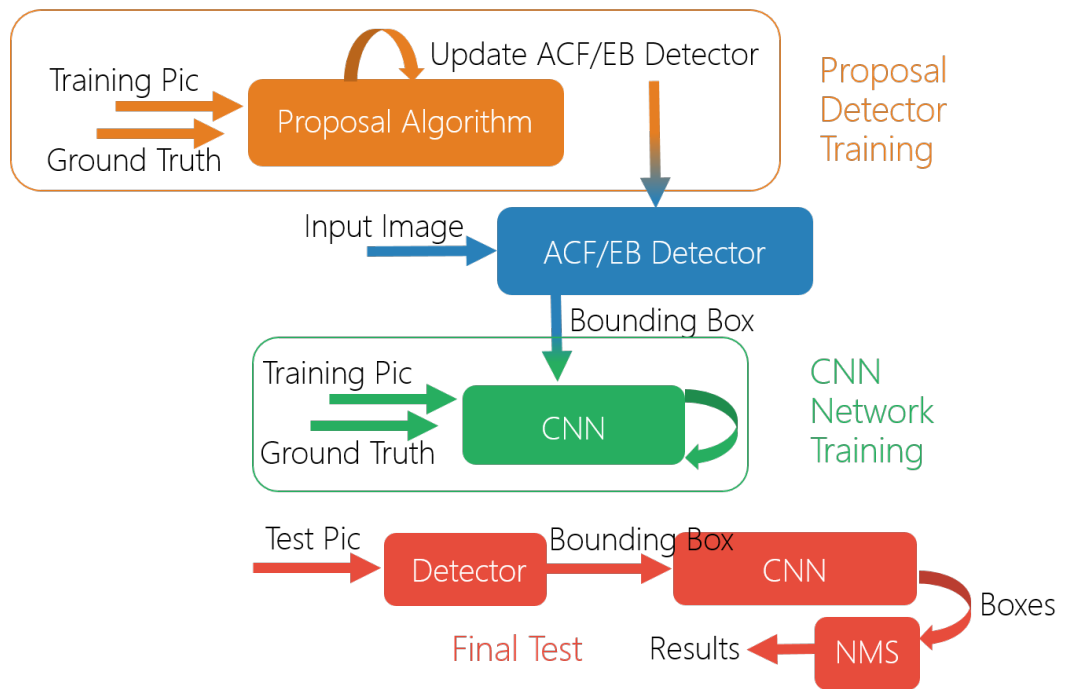 Update ACF/EB Detector
Training Pic
Proposal Algorithm
Ground Truth
Proposal
Detector
Training
Input Image
ACF/EB Detector
Bounding Box
Training Pic
CNN
Ground Truth
CNN
Network
Training
Test Pic
Bounding Box
Detector
CNN
Boxes
Final Test
Results
NMS